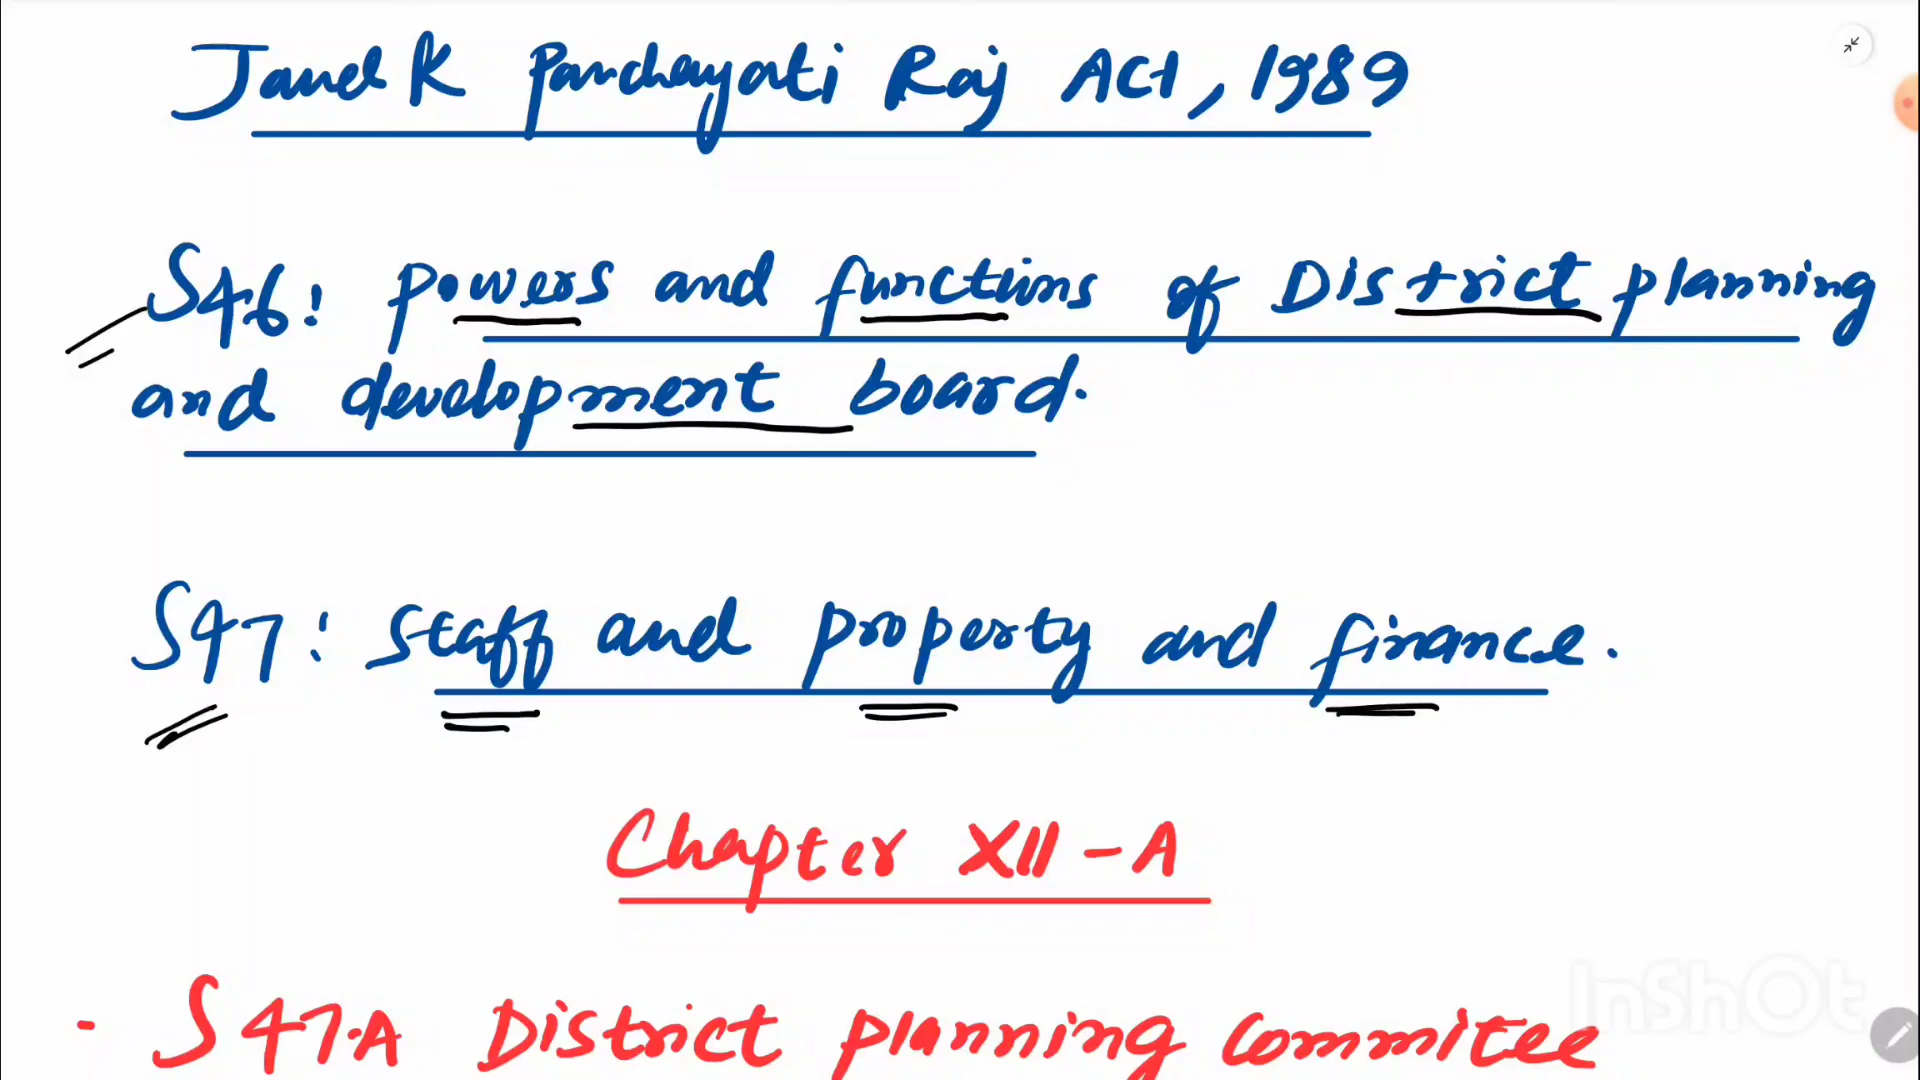 J and K Panchayati Raj ACt, 1989
S46: powers and functions of District planning
and development board.
S47: Staff and property and finance.
Chapter XII-A
- S 47.A District planning committee
InShOt